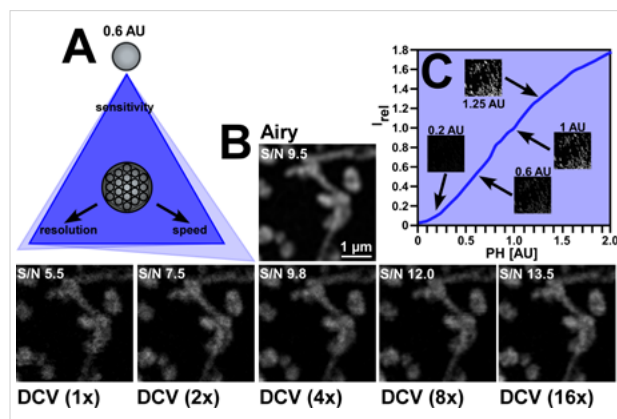 A
0.6 AU
sensitivity
resolution
speed
B
Airy
S/N 9.5
1 μm
C
I rel
1.8
1.6
1.4
1.2
1.0
0.8
0.6
0.4
0.2
0
1.25 AU
0.2 AU
1 AU
0.6 AU
0 0.5 1.0 1.5 2.0
PH [AU]
S/N 5.5
S/N 7.5
S/N 9.8
S/N 12.0
S/N 13.5
DCV (1x)
DCV (2x)
DCV (4x)
DCV (8x)
DCV (16x)